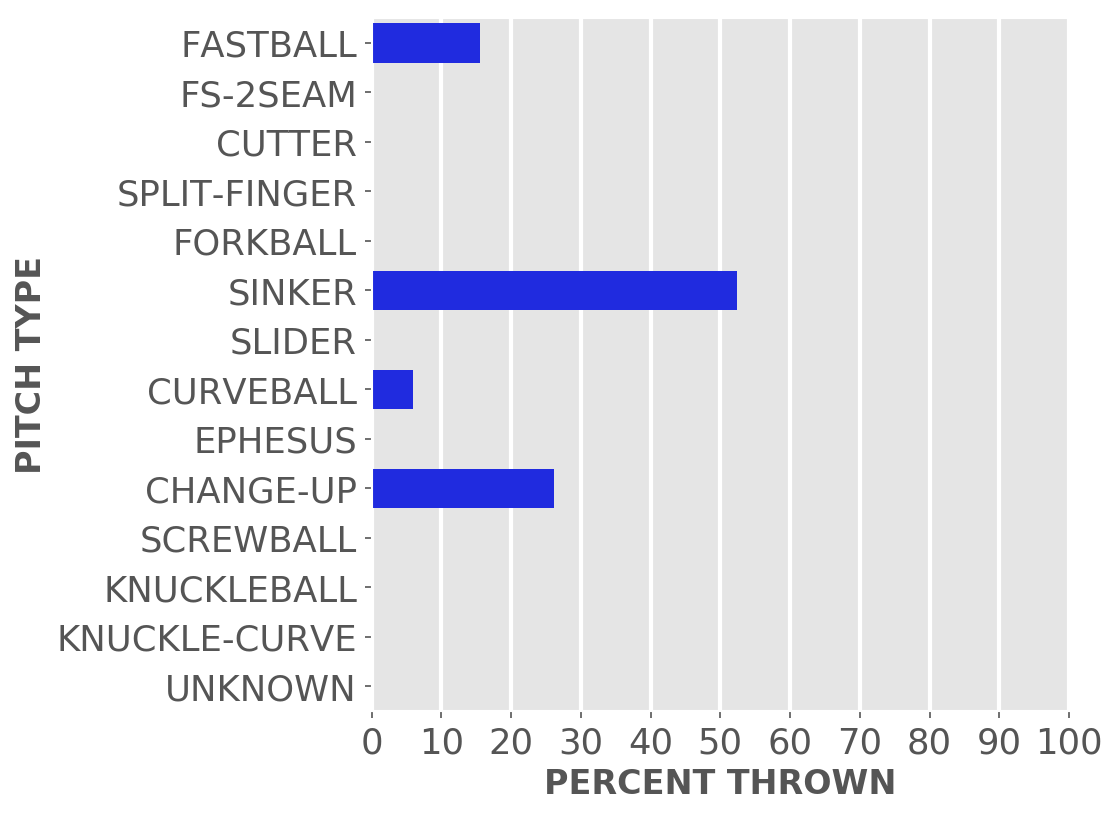 FASTBALL
FS-2SEAM
CUTTER
SPLIT-FINGER
FORKBALL
SINKER
SLIDER
CURVEBALL
EPHESUS
CHANGE-UP
SCREWBALL
KNUCKLEBALL
KNUCKLE-CURVE
UNKNOWN
PITCH TYPE
0 10 20 30 40 50 60 70 80 90 100
PERCENT THROWN